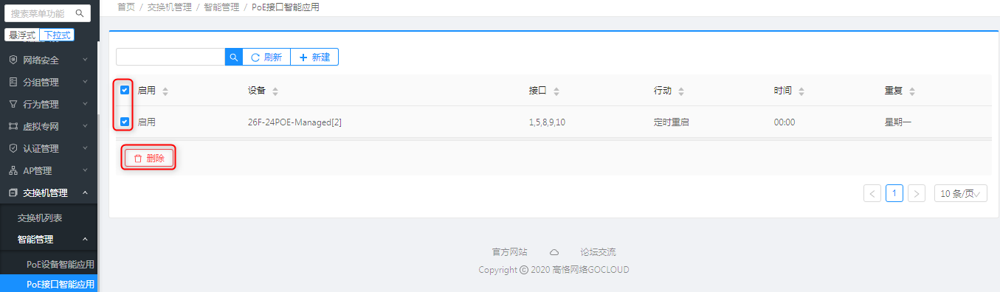 搜索菜单功能
悬浮式 下拉式
网络安全
分组管理
行为管理
虚拟专网
认证管理
AP管理
交换机管理
交换机列表
智能管理
PoE设备智能应用
PoE接口智能应用
首页 / 交换机管理 / 智能管理 / PoE接口智能应用
刷新 新建
启用 设备 接口 行动 时间 重复
启用 26F-24POE-Managed[2] 1,5,8,9,10 定时重启 00:00 星期一
删除
1 10 条/页
官方网站 论坛交流
Copyright © 2020 高恪网络GOCLOUD